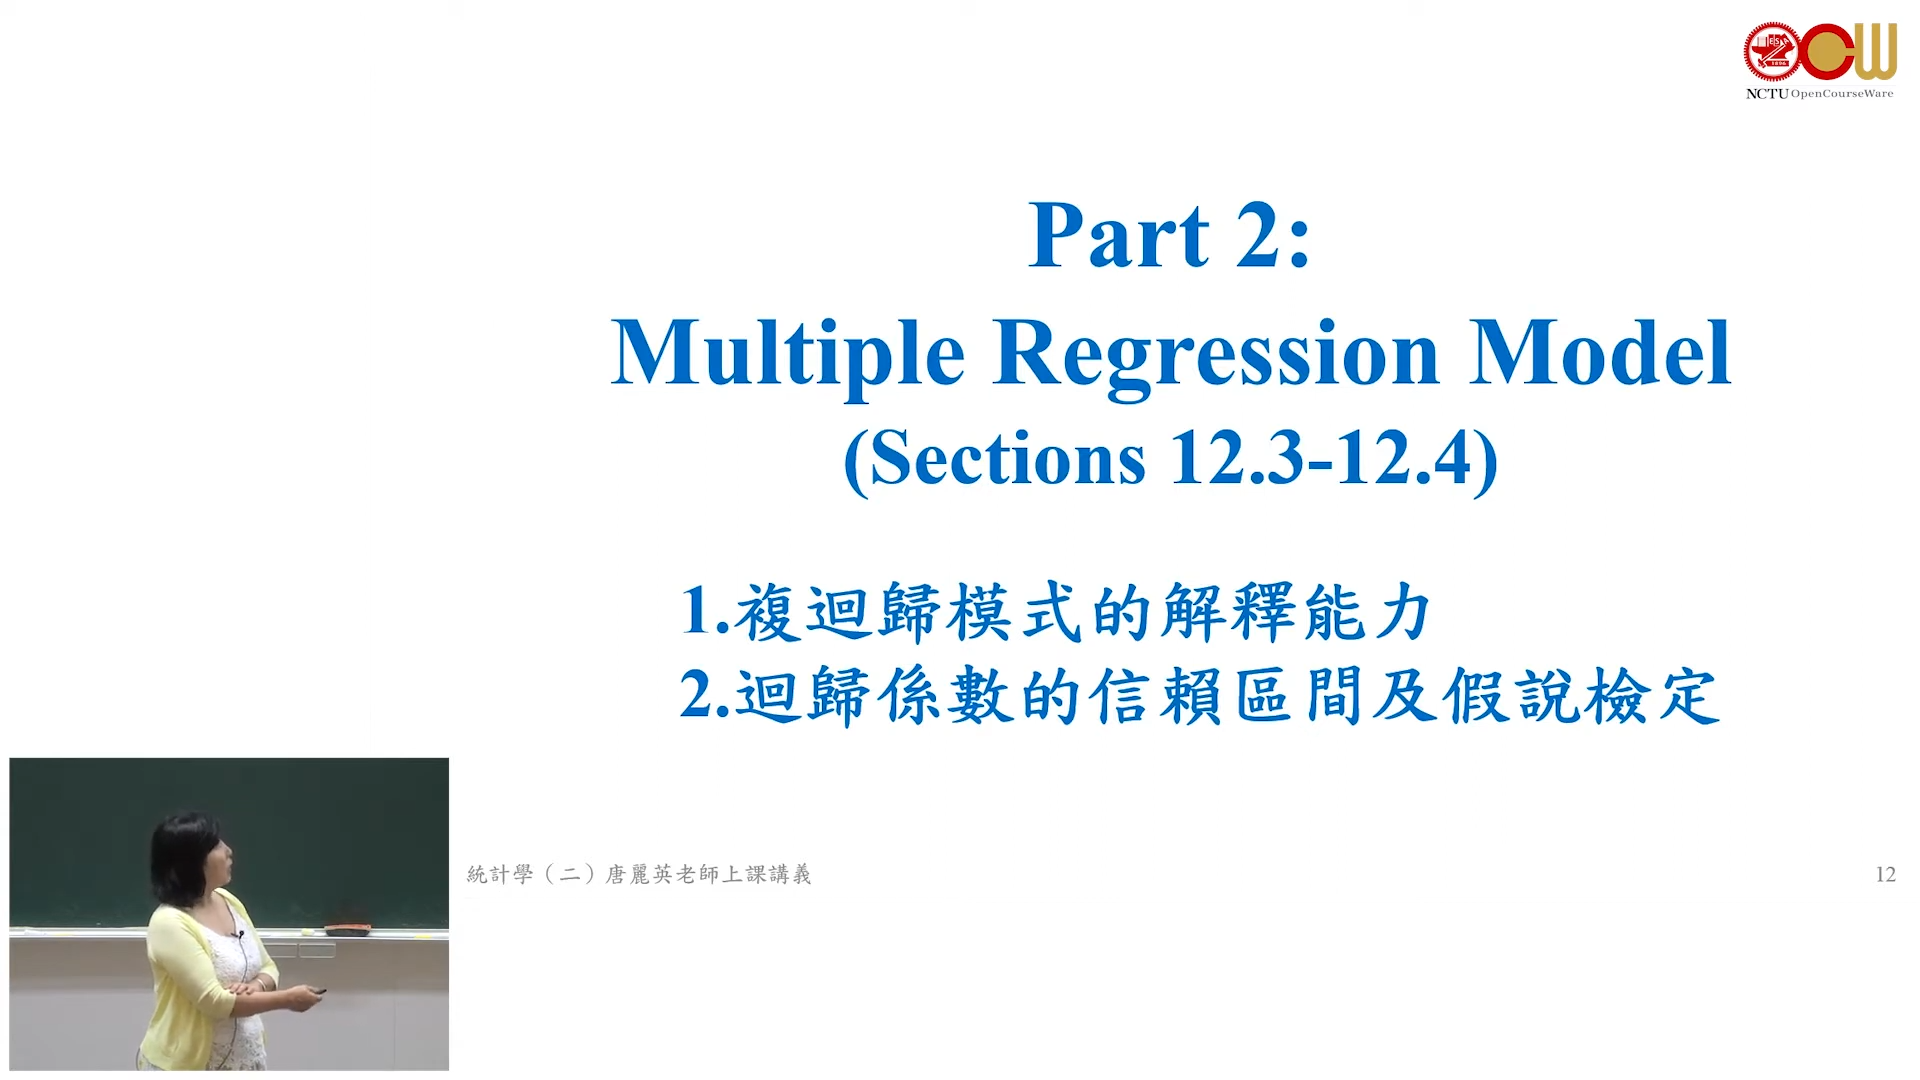 NCTU OpenCourseWare
Part 2:
Multiple Regression Model
(Sections 12.3-12.4)
1.複迴歸模式的解釋能力
2.迴歸係數的信賴區間及假說檢定
統計學（二）唐麗英老師上課講義
12